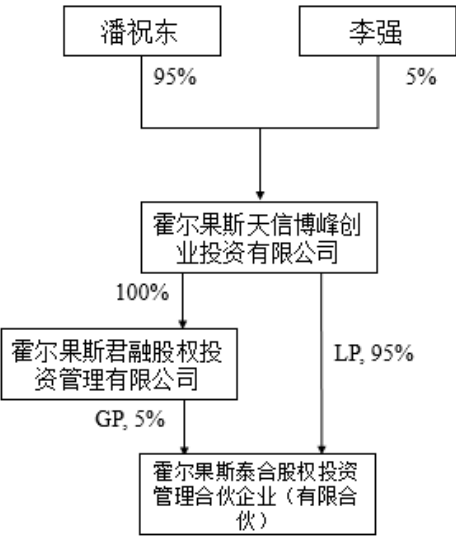 潘祝东
李强
95%
5%
霍尔果斯天信博峰创
业投资有限公司
100%
霍尔果斯君融股权投
资管理有限公司
LP, 95%
GP, 5%
霍尔果斯泰合股权投资
管理合伙企业（有限合
伙）